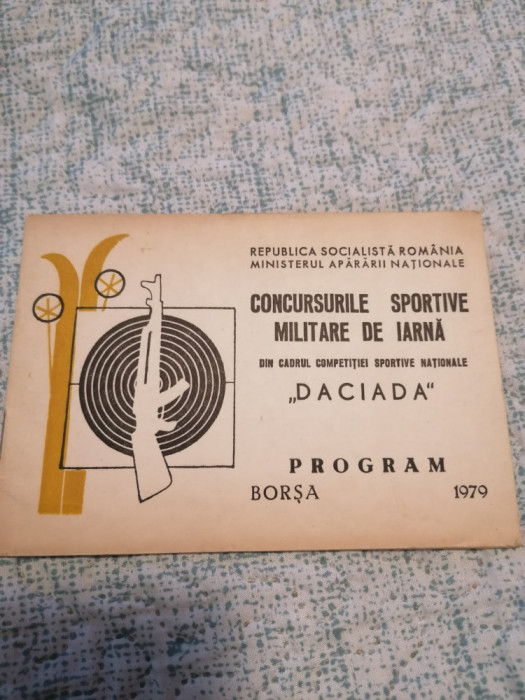 REPUBLICA SOCIALISTĂ ROMÂNIA
MINISTERUL APĂRĂRII NAȚIONALE
CONCURSURILE SPORTIVE
MILITARE DE IARNĂ
DIN CADRUL COMPETIȚIEI SPORTIVE NAȚIONALE
„DACIADA“
PROGRAM
BORȘA 1979